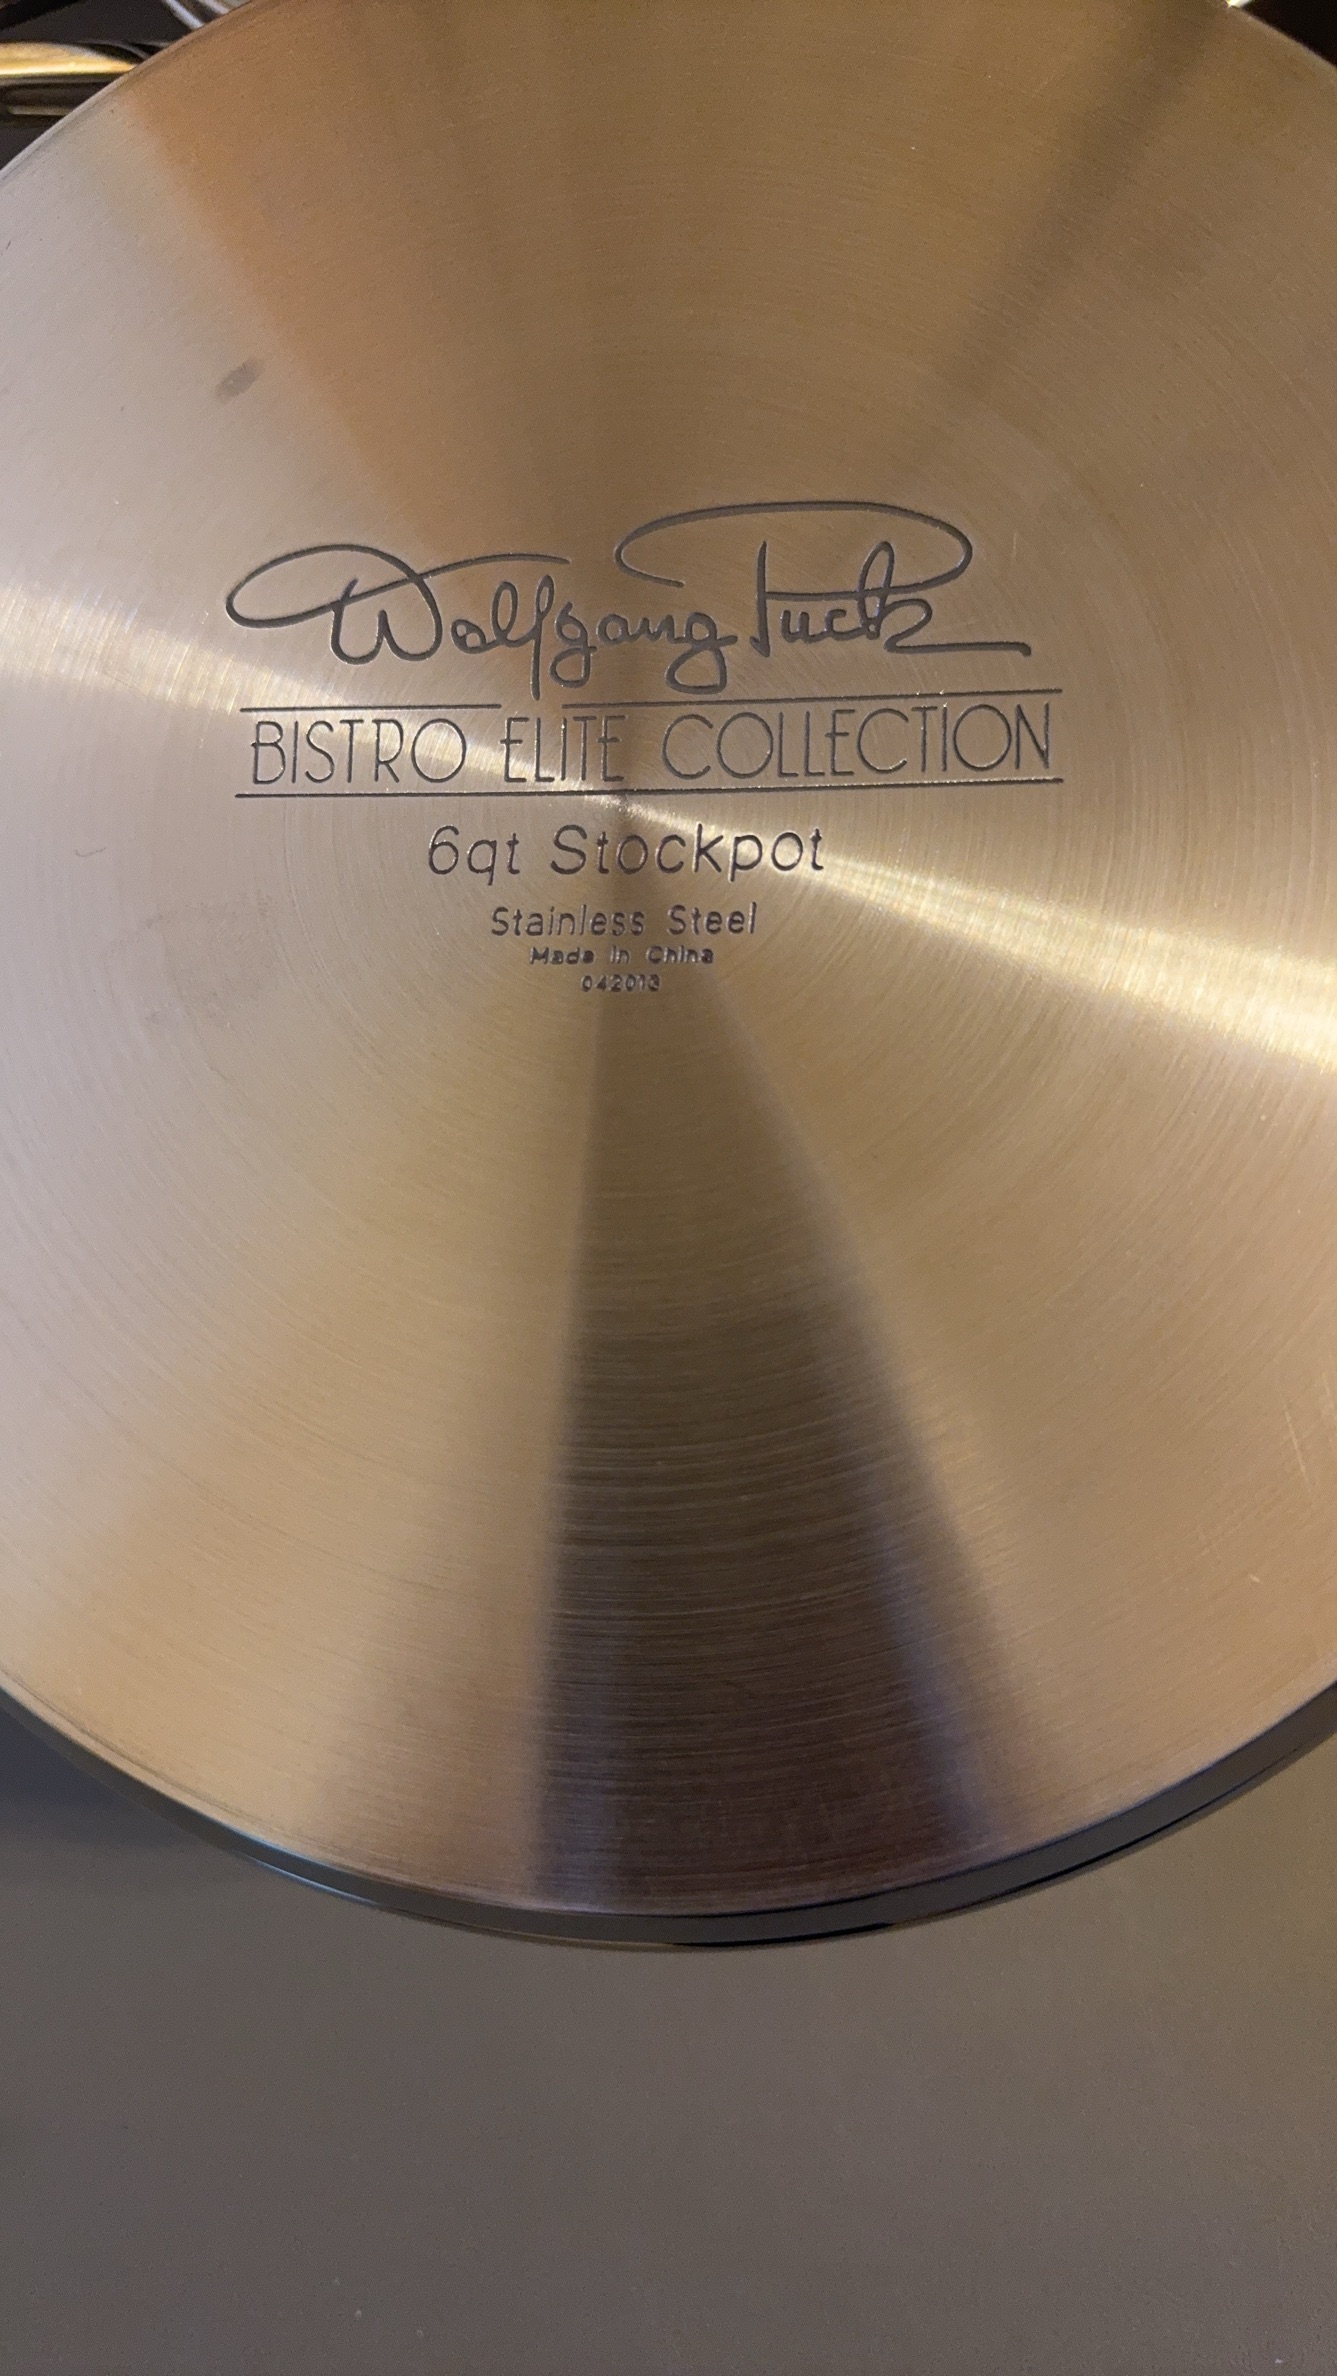 Wolfgang Puck
BISTRO ELITE COLLECTION
6qt Stockpot
Stainless Steel
Made in China
042013